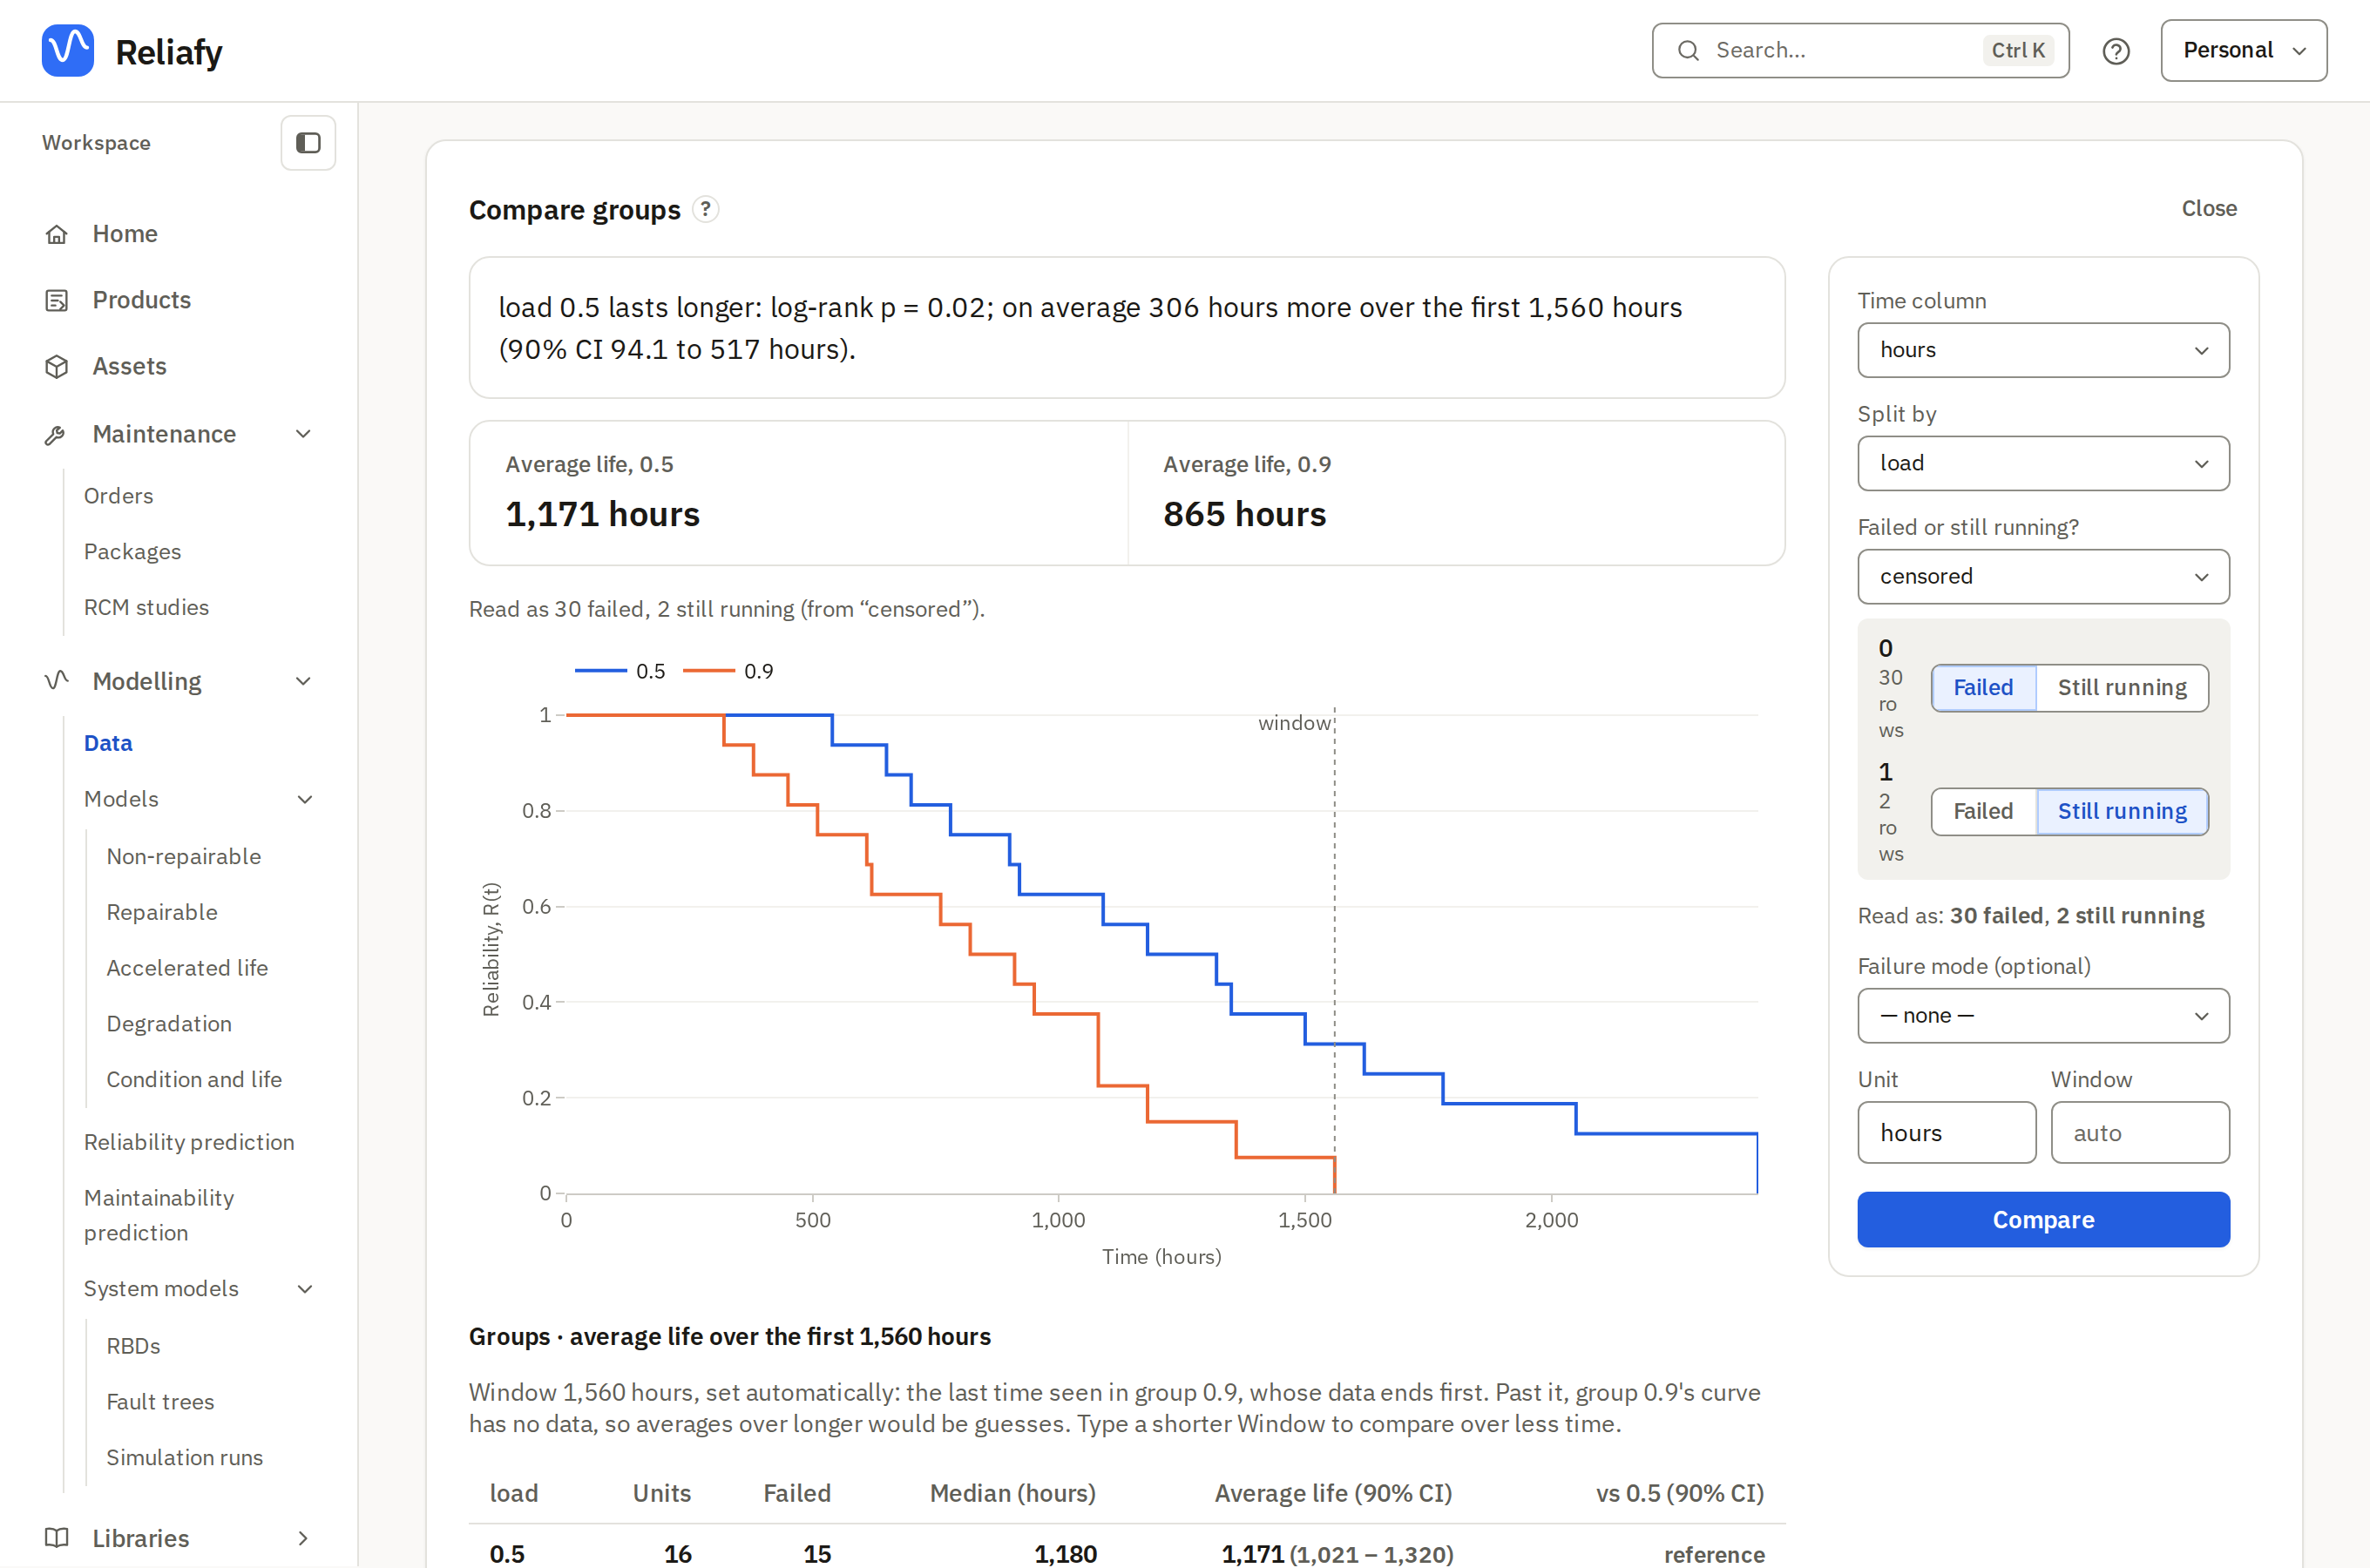 Reliafy
Search...
Ctrl K
Personal
Workspace
Home
Products
Assets
Maintenance
Orders
Packages
RCM studies
Modelling
Data
Models
Non-repairable
Repairable
Accelerated life
Degradation
Condition and life
Reliability prediction
Maintainability
prediction
System models
RBDs
Fault trees
Simulation runs
Libraries
Compare groups ?
Close
load 0.5 lasts longer: log-rank p = 0.02; on average 306 hours more over the first 1,560 hours
(90% CI 94.1 to 517 hours).
Average life, 0.5
1,171 hours
Average life, 0.9
865 hours
Read as 30 failed, 2 still running (from “censored”).
0.5 0.9
window
1
0.8
0.6
0.4
0.2
0
Reliability, R(t)
0 500 1,000 1,500 2,000
Time (hours)
Groups · average life over the first 1,560 hours
Window 1,560 hours, set automatically: the last time seen in group 0.9, whose data ends first. Past it, group 0.9's curve
has no data, so averages over longer would be guesses. Type a shorter Window to compare over less time.
load Units Failed Median (hours) Average life (90% CI) vs 0.5 (90% CI)
0.5 16 15 1,180 1,171 (1,021 – 1,320) reference
Time column
hours
Split by
load
Failed or still running?
censored
0
30
ro
ws
Failed Still running
1
2
ro
ws
Failed Still running
Read as: 30 failed, 2 still running
Failure mode (optional)
— none —
Unit Window
hours auto
Compare